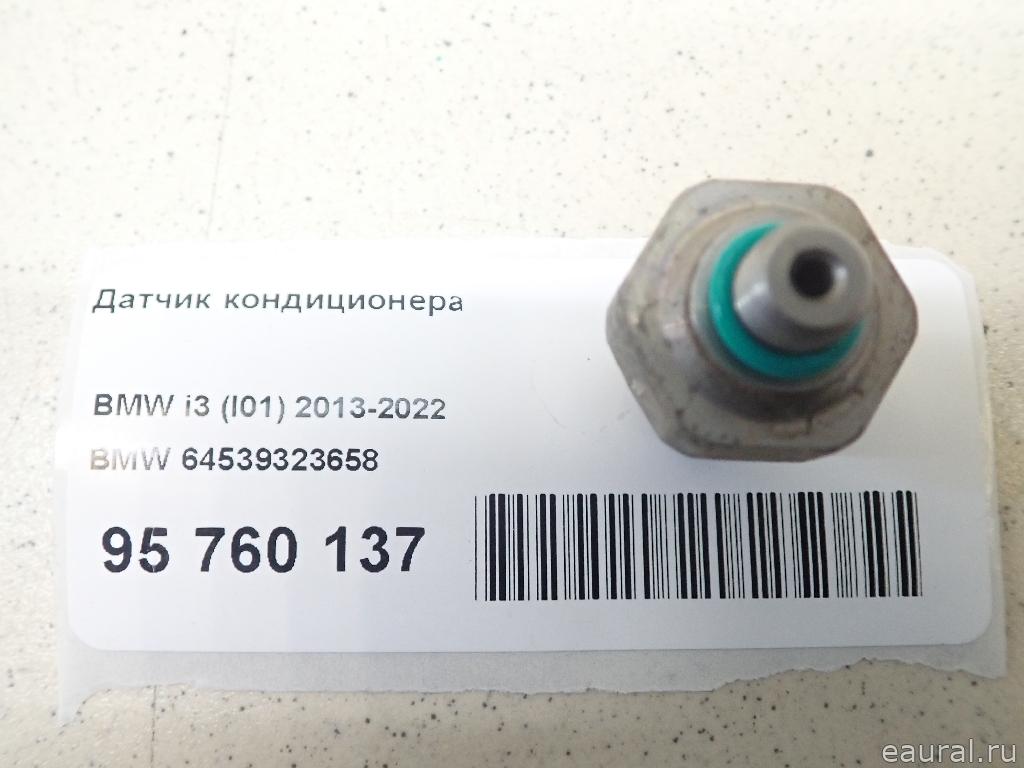 Датчик кондиционера
BMW i3 (I01) 2013-2022
BMW 64539323658
95 760 137
eaural.ru